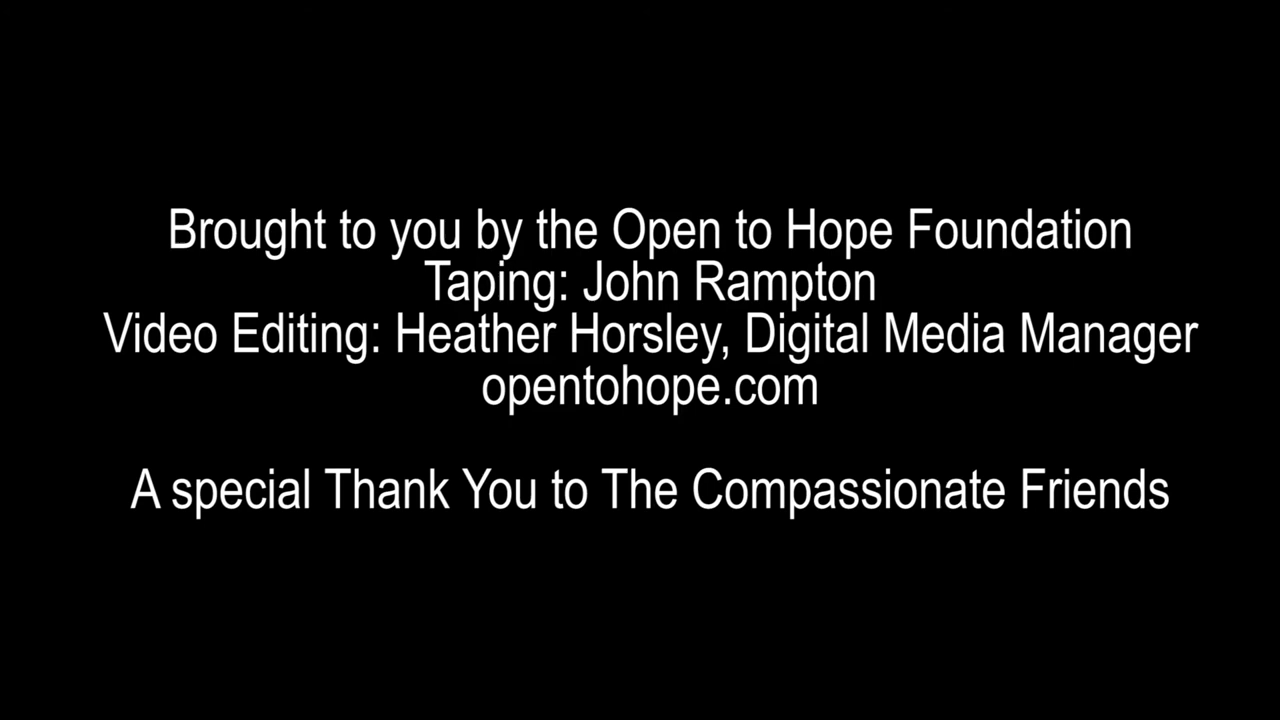 Brought to you by the Open to Hope Foundation
Taping: John Rampton
Video Editing: Heather Horsley, Digital Media Manager
opentohope.com
A special Thank You to The Compassionate Friends